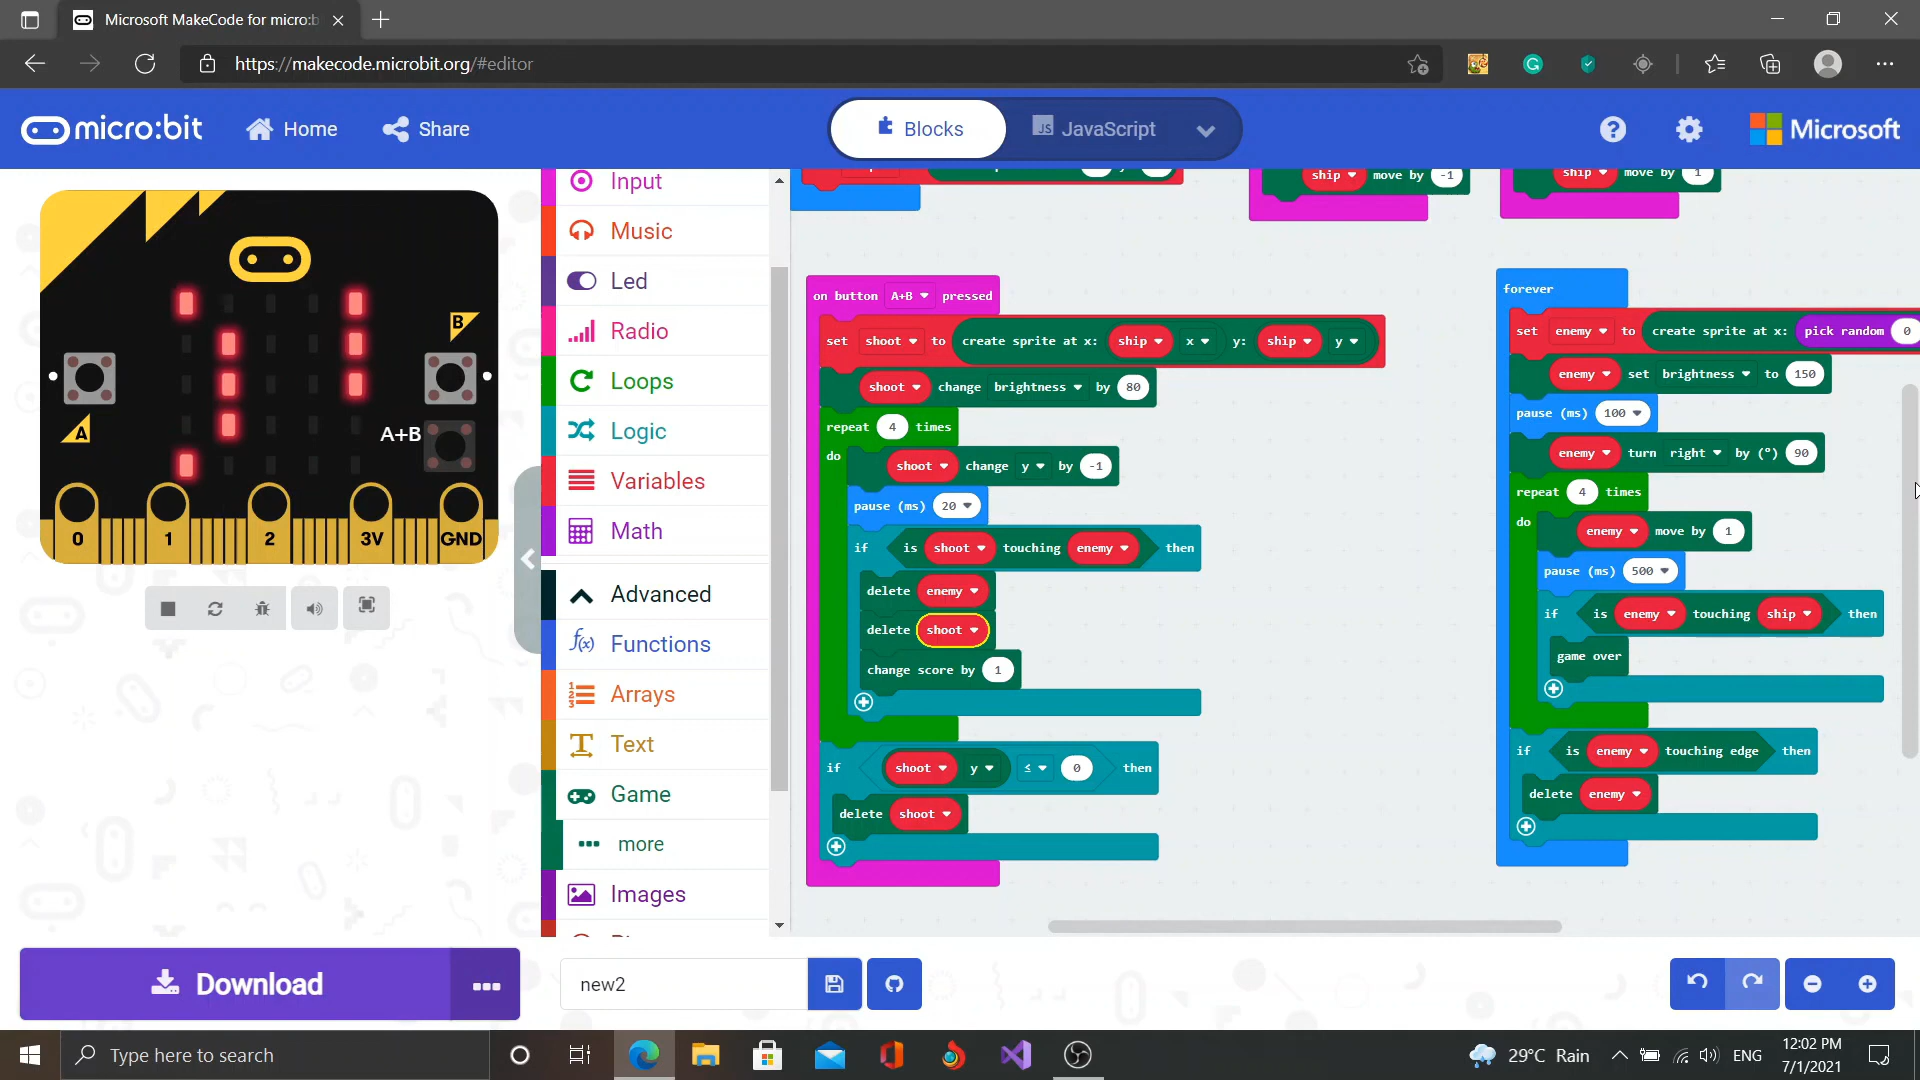 Microsoft MakeCode for micro:b
https://makecode.microbit.org/#editor
micro:bit
Home
Share
Blocks
JS JavaScript
Microsoft
B
A
A+B
0 1 2 3V GND
Input
Music
Led
Radio
Loops
Logic
Variables
Math
Advanced
Functions
Arrays
Text
Game
more
Images
ship move by -1
ship move by 1
on button A+B pressed
set shoot to create sprite at x: ship x y: ship y
shoot change brightness by 80
repeat 4 times
do
shoot change y by -1
pause (ms) 20
if is shoot touching enemy then
delete enemy
delete shoot
change score by 1
if shoot y ≤ 0 then
delete shoot
forever
set enemy to create sprite at x: pick random 0
enemy set brightness to 150
pause (ms) 100
enemy turn right by (°) 90
repeat 4 times
do
enemy move by 1
pause (ms) 500
if is enemy touching ship then
game over
if is enemy touching edge then
delete enemy
Download
new2
Type here to search
29°C Rain
ENG
12:02 PM
7/1/2021